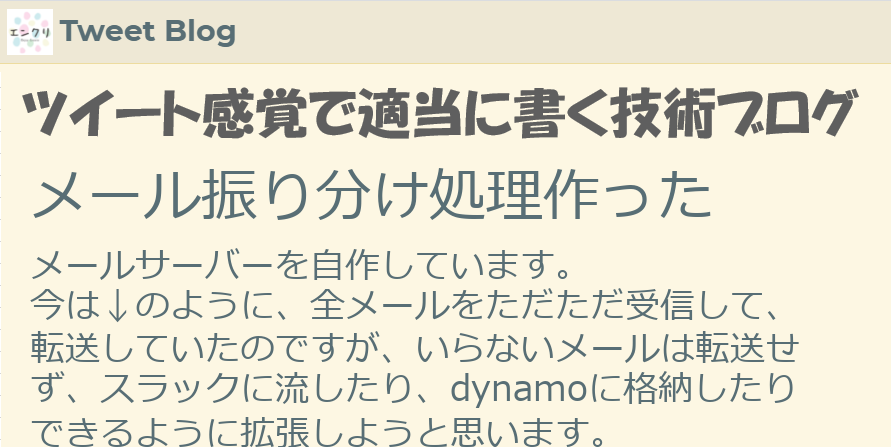 エンクリ
Tweet Blog
ツイート感覚で適当に書く技術ブログ
メール振り分け処理作った
メールサーバーを自作しています。
今は↓のように、全メールをただただ受信して、
転送していたのですが、いらないメールは転送せ
ず、スラックに流したり、dynamoに格納したり
できるように拡張しようと思います。